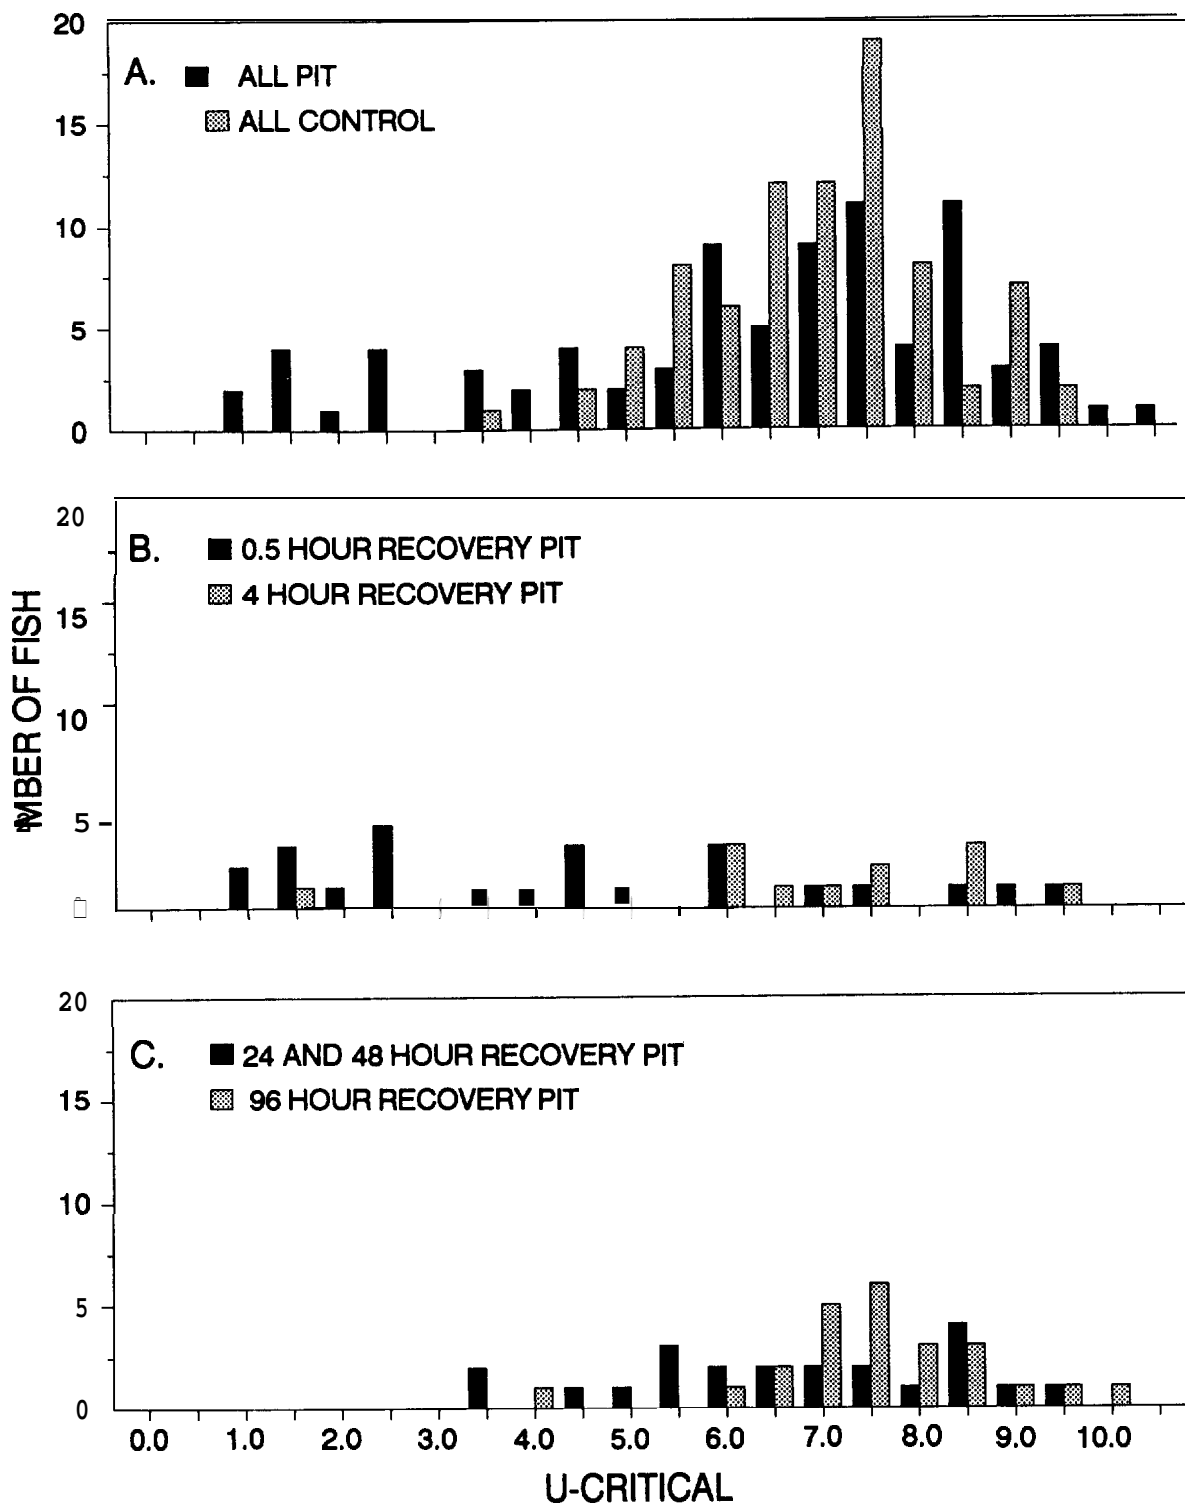 20
A. ALL PIT
ALL CONTROL
15
10
5
0
20
B. 0.5 HOUR RECOVERY PIT
4 HOUR RECOVERY PIT
15
10
5
MBER OF FISH
20
C. 24 AND 48 HOUR RECOVERY PIT
96 HOUR RECOVERY PIT
15
10
5
0
0.0 1.0 2.0 3.0 4.0 5.0 6.0 7.0 8.0 9.0 10.0
U-CRITICAL